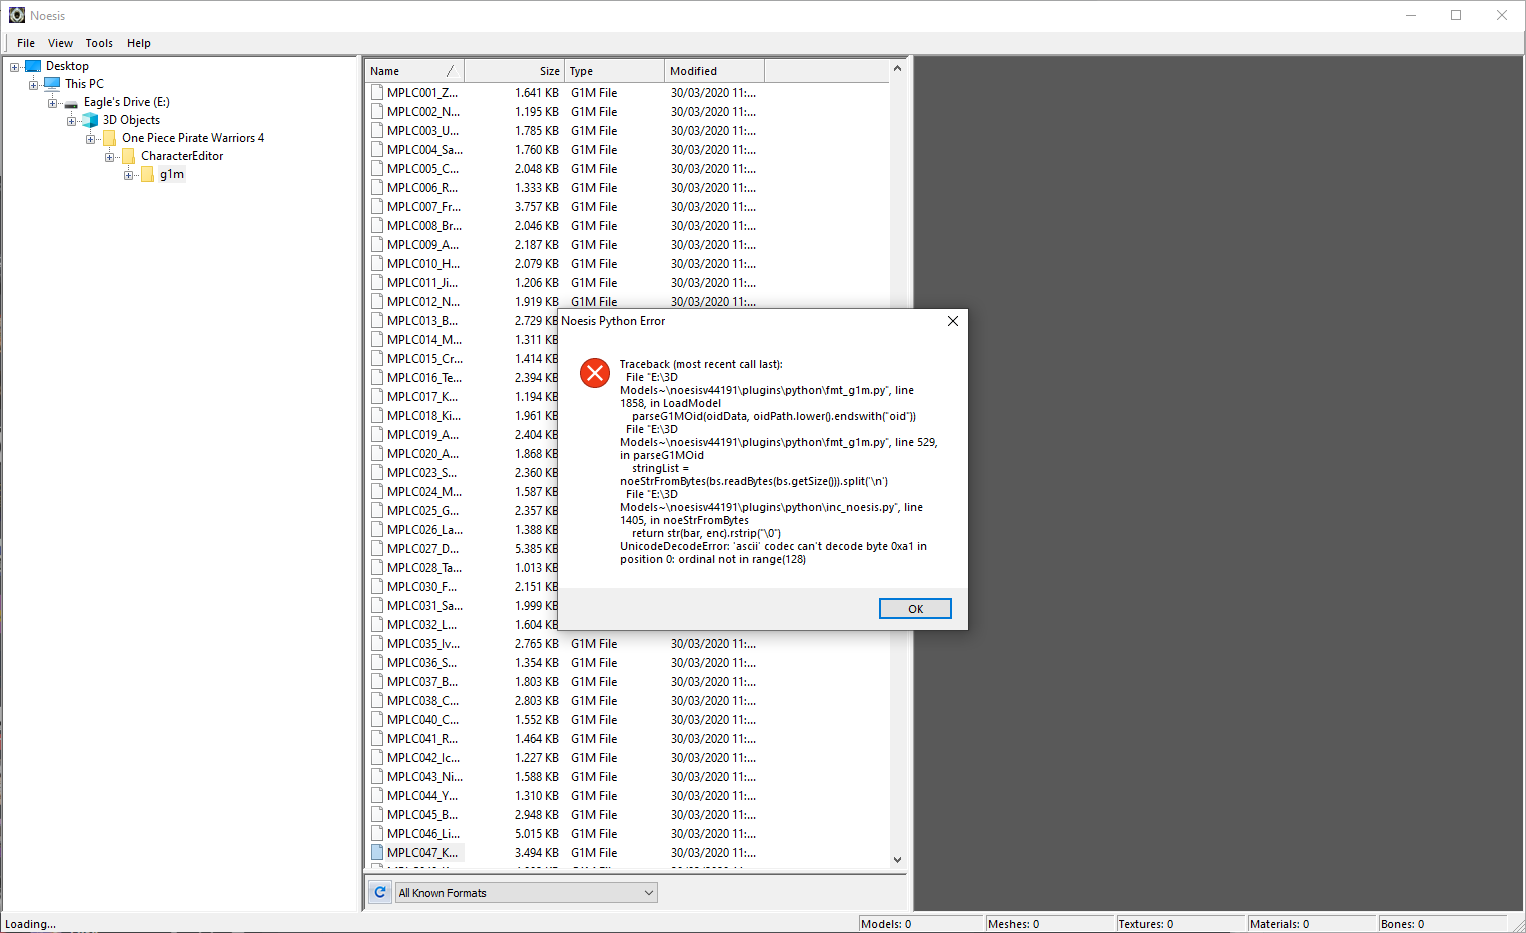 Noesis
File View Tools Help
Desktop
This PC
Eagle's Drive (E:)
3D Objects
One Piece Pirate Warriors 4
CharacterEditor
g1m
Name Size Type Modified
MPLC001_Z... 1.641 KB G1M File 30/03/2020 11:...
MPLC002_N... 1.195 KB G1M File 30/03/2020 11:...
MPLC003_U... 1.785 KB G1M File 30/03/2020 11:...
MPLC004_Sa... 1.760 KB G1M File 30/03/2020 11:...
MPLC005_C... 2.048 KB G1M File 30/03/2020 11:...
MPLC006_R... 1.333 KB G1M File 30/03/2020 11:...
MPLC007_Fr... 3.757 KB G1M File 30/03/2020 11:...
MPLC008_Br... 2.046 KB G1M File 30/03/2020 11:...
MPLC009_A... 2.187 KB G1M File 30/03/2020 11:...
MPLC010_H... 2.079 KB G1M File 30/03/2020 11:...
MPLC011_Ji... 1.206 KB G1M File 30/03/2020 11:...
MPLC012_N... 1.919 KB G1M File 30/03/2020 11:...
MPLC013_B... 2.729 KB
MPLC014_M... 1.311 KB
MPLC015_Cr... 1.414 KB
MPLC016_Te... 2.394 KB
MPLC017_K... 1.194 KB
MPLC018_Ki... 1.961 KB
MPLC019_A... 2.404 KB
MPLC020_A... 1.868 KB
MPLC023_S... 2.360 KB
MPLC024_M... 1.587 KB
MPLC025_G... 2.357 KB
MPLC026_La... 1.388 KB
MPLC027_D... 5.385 KB
MPLC028_Ta... 1.013 KB
MPLC030_F... 2.151 KB
MPLC031_Sa... 1.999 KB
MPLC032_L... 1.604 KB
MPLC035_Iv... 2.765 KB G1M File 30/03/2020 11:...
MPLC036_S... 1.354 KB G1M File 30/03/2020 11:...
MPLC037_B... 1.803 KB G1M File 30/03/2020 11:...
MPLC038_C... 2.803 KB G1M File 30/03/2020 11:...
MPLC040_C... 1.552 KB G1M File 30/03/2020 11:...
MPLC041_R... 1.464 KB G1M File 30/03/2020 11:...
MPLC042_Ic... 1.227 KB G1M File 30/03/2020 11:...
MPLC043_Ni... 1.588 KB G1M File 30/03/2020 11:...
MPLC044_Y... 1.310 KB G1M File 30/03/2020 11:...
MPLC045_B... 2.948 KB G1M File 30/03/2020 11:...
MPLC046_Li... 5.015 KB G1M File 30/03/2020 11:...
MPLC047_K... 3.494 KB G1M File 30/03/2020 11:...
Noesis Python Error
Traceback (most recent call last):
File "E:\3D
Models~\noesisv44191\plugins\python\fmt_g1m.py", line
1858, in LoadModel
parseG1MOid(oidData, oidPath.lower().endswith("oid"))
File "E:\3D
Models~\noesisv44191\plugins\python\fmt_g1m.py", line 529,
in parseG1MOid
stringList =
noeStrFromBytes(bs.readBytes(bs.getSize())).split('\n')
File "E:\3D
Models~\noesisv44191\plugins\python\inc_noesis.py", line
1405, in noeStrFromBytes
return str(bar, enc).rstrip("\0")
UnicodeDecodeError: 'ascii' codec can't decode byte 0xa1 in
position 0: ordinal not in range(128)
OK
All Known Formats
Loading... Models: 0 Meshes: 0 Textures: 0 Materials: 0 Bones: 0